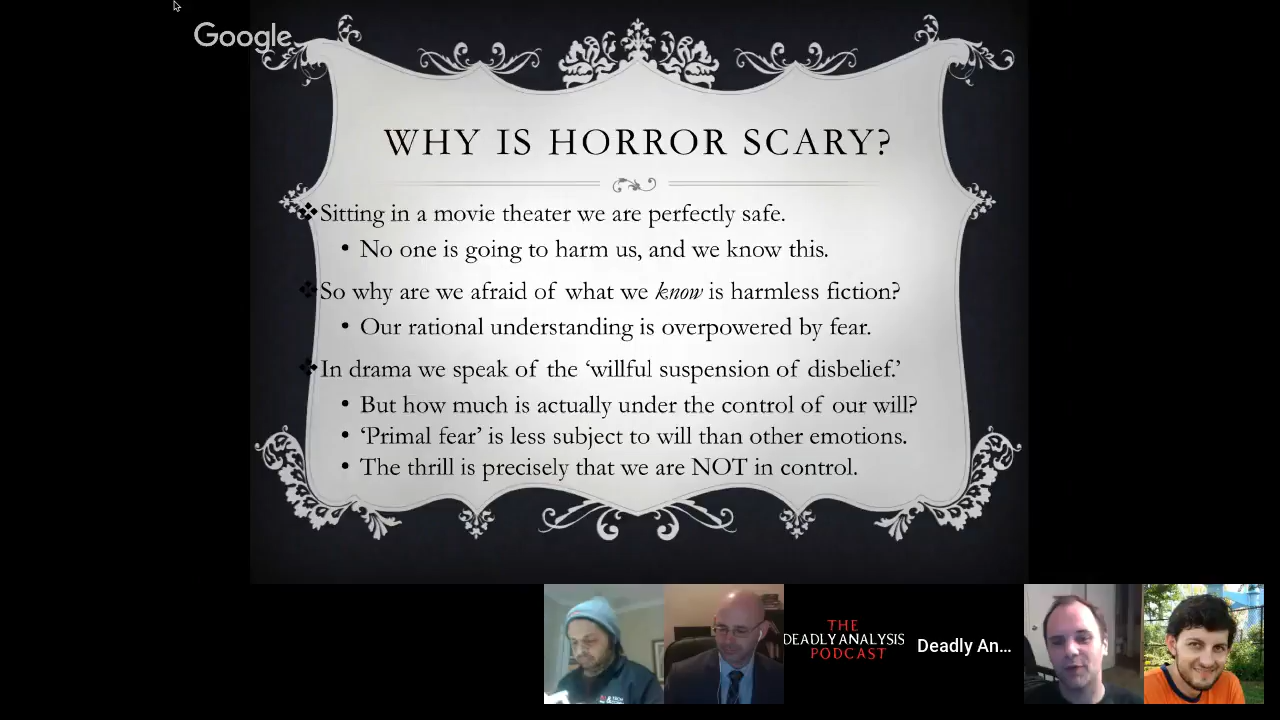 Google
WHY IS HORROR SCARY?
Sitting in a movie theater we are perfectly safe.
• No one is going to harm us, and we know this.
So why are we afraid of what we know is harmless fiction?
• Our rational understanding is overpowered by fear.
In drama we speak of the ‘willful suspension of disbelief.’
• But how much is actually under the control of our will?
• ‘Primal fear’ is less subject to will than other emotions.
• The thrill is precisely that we are NOT in control.
THE
DEADLY ANALYSIS
PODCAST
Deadly An...